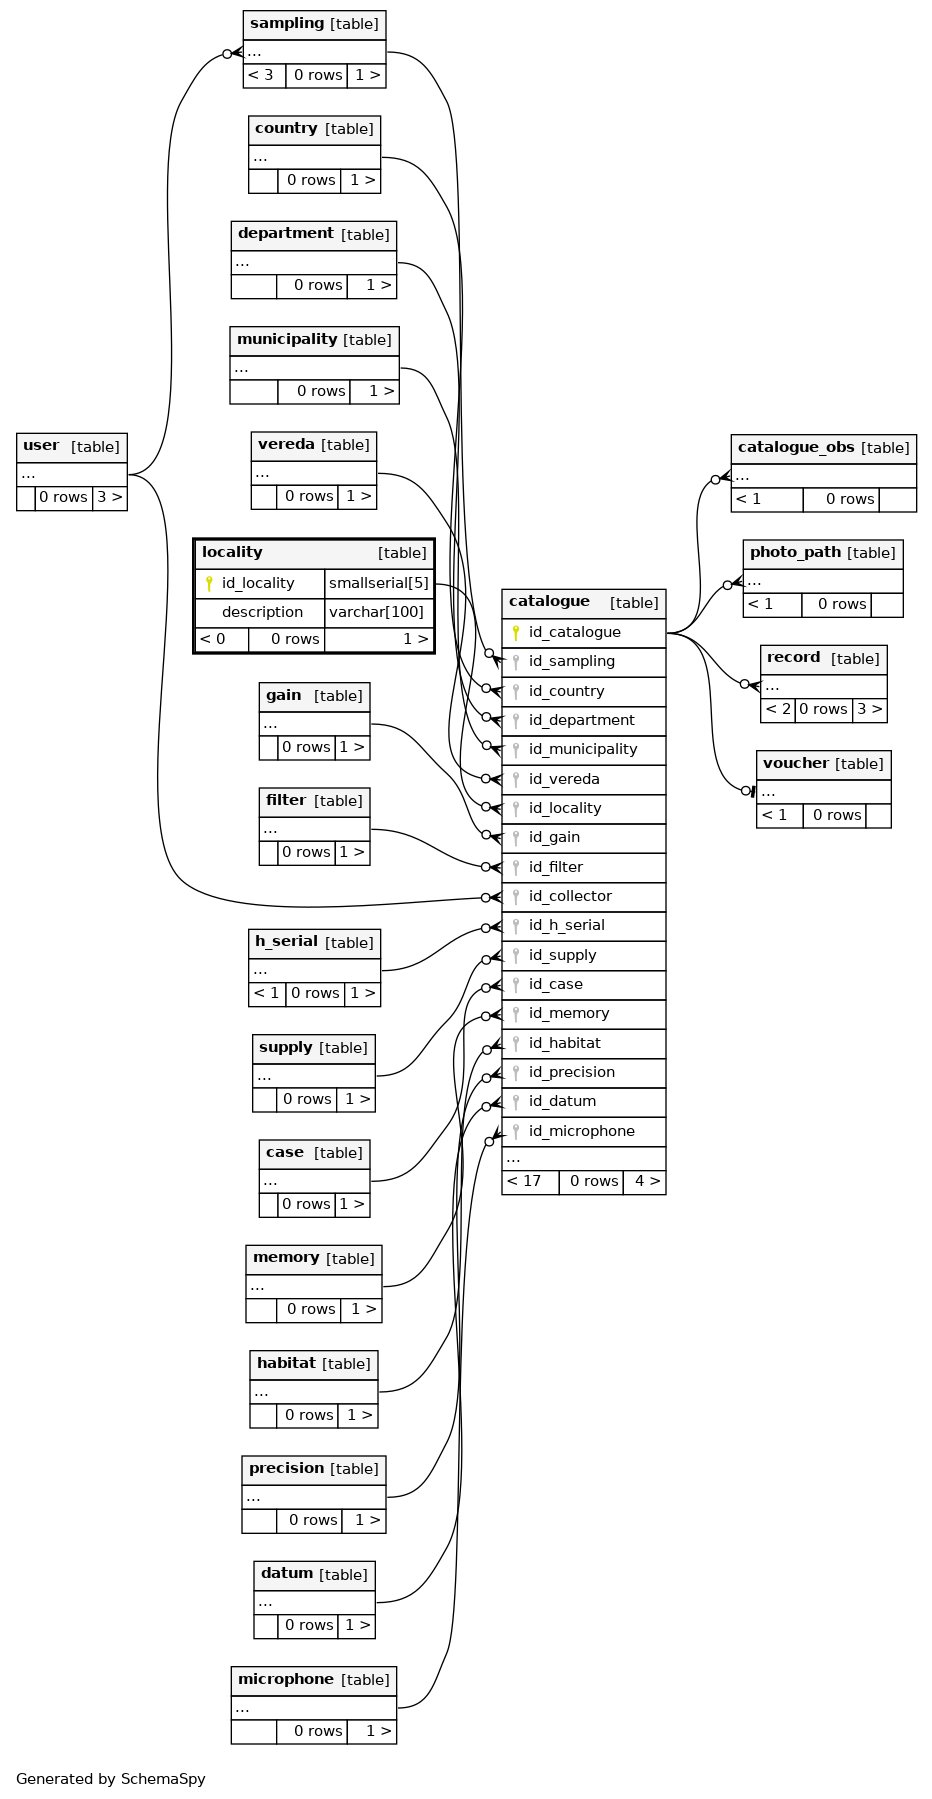 sampling [table]
...
< 3 0 rows 1 >
country [table]
...
0 rows 1 >
department [table]
...
0 rows 1 >
municipality [table]
...
0 rows 1 >
vereda [table]
...
0 rows 1 >
user [table]
...
0 rows 3 >
locality [table]
id_locality smallserial[5]
description varchar[100]
< 0 0 rows 1 >
gain [table]
...
0 rows 1 >
filter [table]
...
0 rows 1 >
h_serial [table]
...
< 1 0 rows 1 >
supply [table]
...
0 rows 1 >
case [table]
...
0 rows 1 >
memory [table]
...
0 rows 1 >
habitat [table]
...
0 rows 1 >
precision [table]
...
0 rows 1 >
datum [table]
...
0 rows 1 >
microphone [table]
...
0 rows 1 >
catalogue [table]
id_catalogue
id_sampling
id_country
id_department
id_municipality
id_vereda
id_locality
id_gain
id_filter
id_collector
id_h_serial
id_supply
id_case
id_memory
id_habitat
id_precision
id_datum
id_microphone
...
< 17 0 rows 4 >
catalogue_obs [table]
...
< 1 0 rows
photo_path [table]
...
< 1 0 rows
record [table]
...
< 2 0 rows 3 >
voucher [table]
...
< 1 0 rows
Generated by SchemaSpy